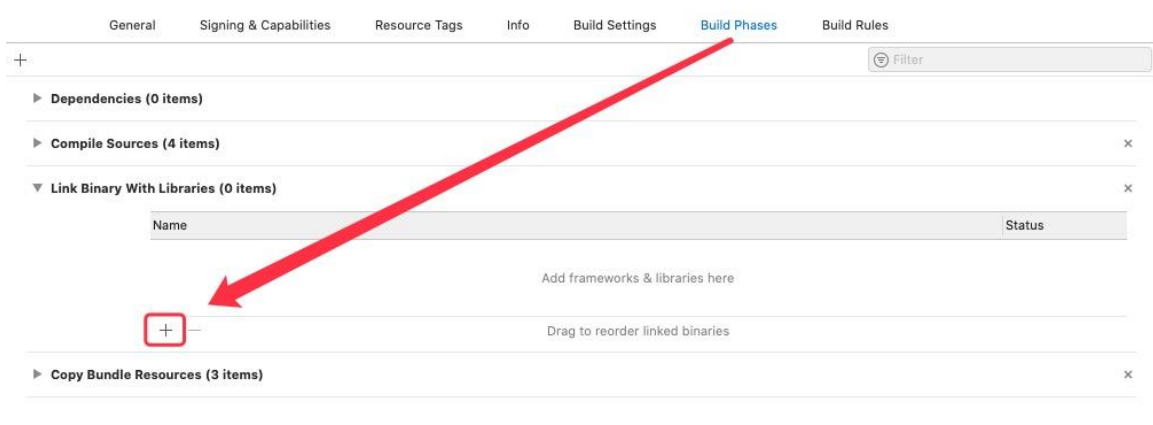 General Signing & Capabilities Resource Tags Info Build Settings Build Phases Build Rules
Filter
Dependencies (0 items)
Compile Sources (4 items)
Link Binary With Libraries (0 items)
Name Status
Add frameworks & libraries here
Drag to reorder linked binaries
Copy Bundle Resources (3 items)